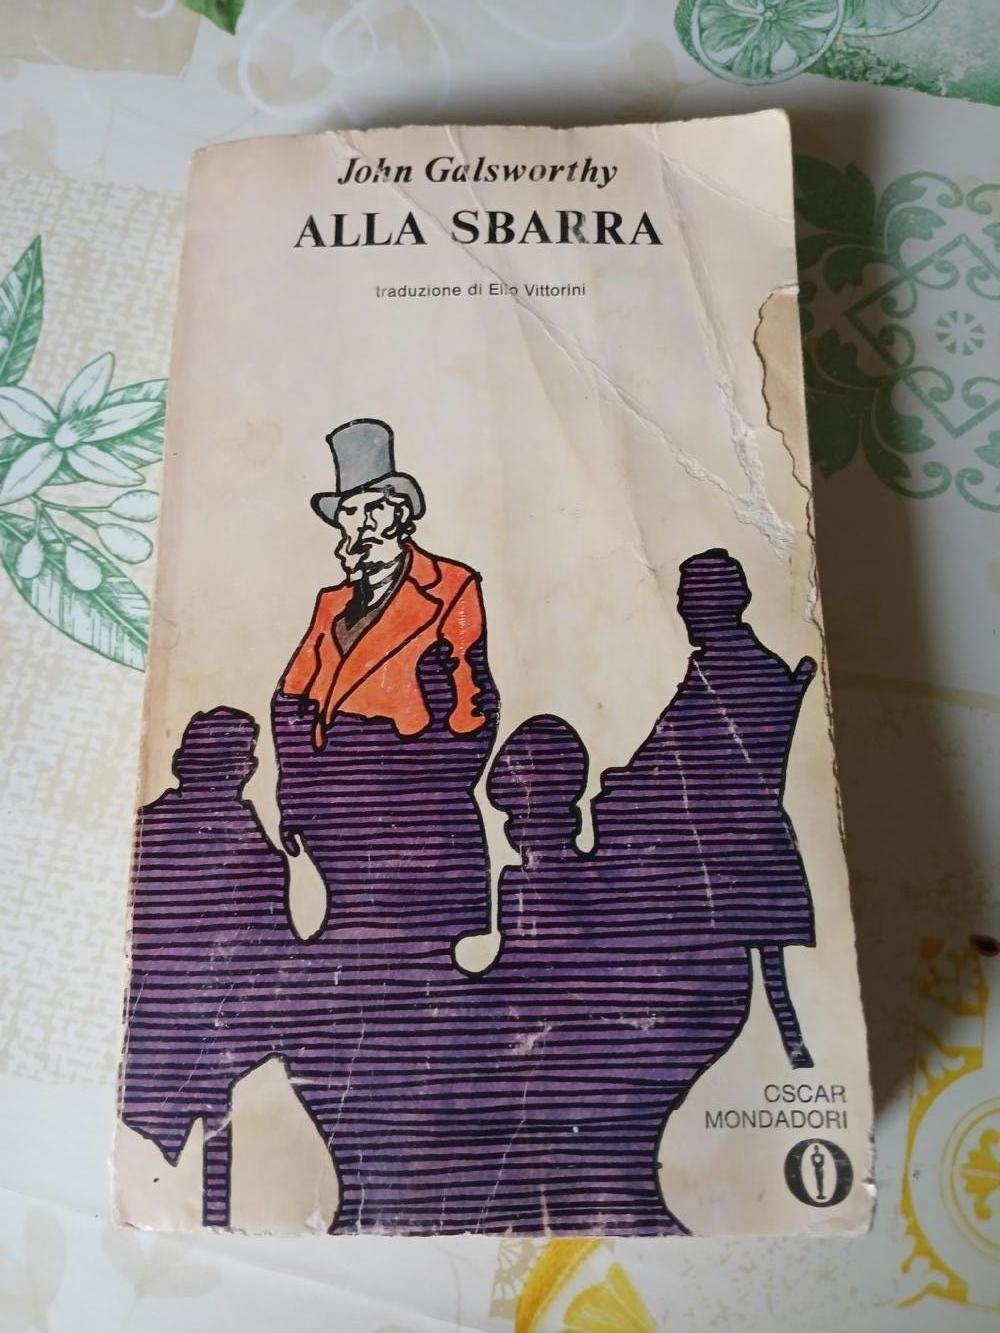 John Galsworthy
ALLA SBARRA
traduzione di Elio Vittorini
OSCAR
MONDADORI